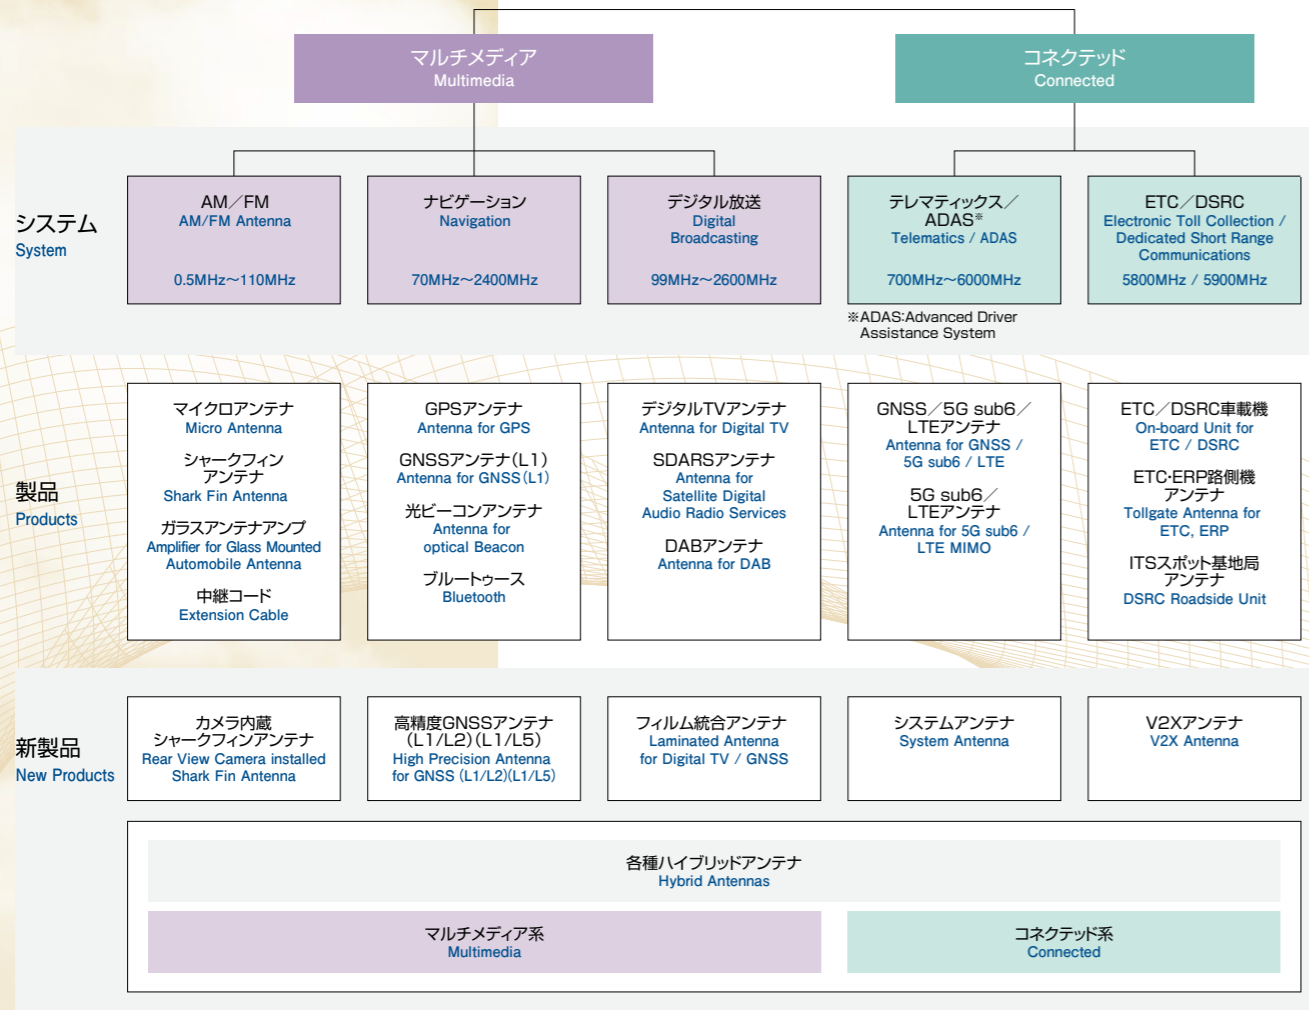 マルチメディア
Multimedia
コネクテッド
Connected
システム
System
AM／FM
AM/FM Antenna
0.5MHz～110MHz
ナビゲーション
Navigation
70MHz～2400MHz
デジタル放送
Digital
Broadcasting
99MHz～2600MHz
テレマティックス／
ADAS※
Telematics / ADAS
700MHz～6000MHz
ETC／DSRC
Electronic Toll Collection /
Dedicated Short Range
Communications
5800MHz / 5900MHz
※ADAS:Advanced Driver
Assistance System
製品
Products
マイクロアンテナ
Micro Antenna
シャークフィン
アンテナ
Shark Fin Antenna
ガラスアンテナアンプ
Amplifier for Glass Mounted
Automobile Antenna
中継コード
Extension Cable
GPSアンテナ
Antenna for GPS
GNSSアンテナ(L1)
Antenna for GNSS(L1)
光ビーコンアンテナ
Antenna for
optical Beacon
ブルートゥース
Bluetooth
デジタルTVアンテナ
Antenna for Digital TV
SDARSアンテナ
Antenna for
Satellite Digital
Audio Radio Services
DABアンテナ
Antenna for DAB
GNSS／5G sub6／
LTEアンテナ
Antenna for GNSS /
5G sub6 / LTE
5G sub6／
LTEアンテナ
Antenna for 5G sub6 /
LTE MIMO
ETC／DSRC車載機
On-board Unit for
ETC / DSRC
ETC・ERP路側機
アンテナ
Tollgate Antenna for
ETC, ERP
ITSスポット基地局
アンテナ
DSRC Roadside Unit
新製品
New Products
カメラ内蔵
シャークフィンアンテナ
Rear View Camera installed
Shark Fin Antenna
高精度GNSSアンテナ
(L1/L2)(L1/L5)
High Precision Antenna
for GNSS (L1/L2)(L1/L5)
フィルム統合アンテナ
Laminated Antenna
for Digital TV / GNSS
システムアンテナ
System Antenna
V2Xアンテナ
V2X Antenna
各種ハイブリッドアンテナ
Hybrid Antennas
マルチメディア系
Multimedia
コネクテッド系
Connected